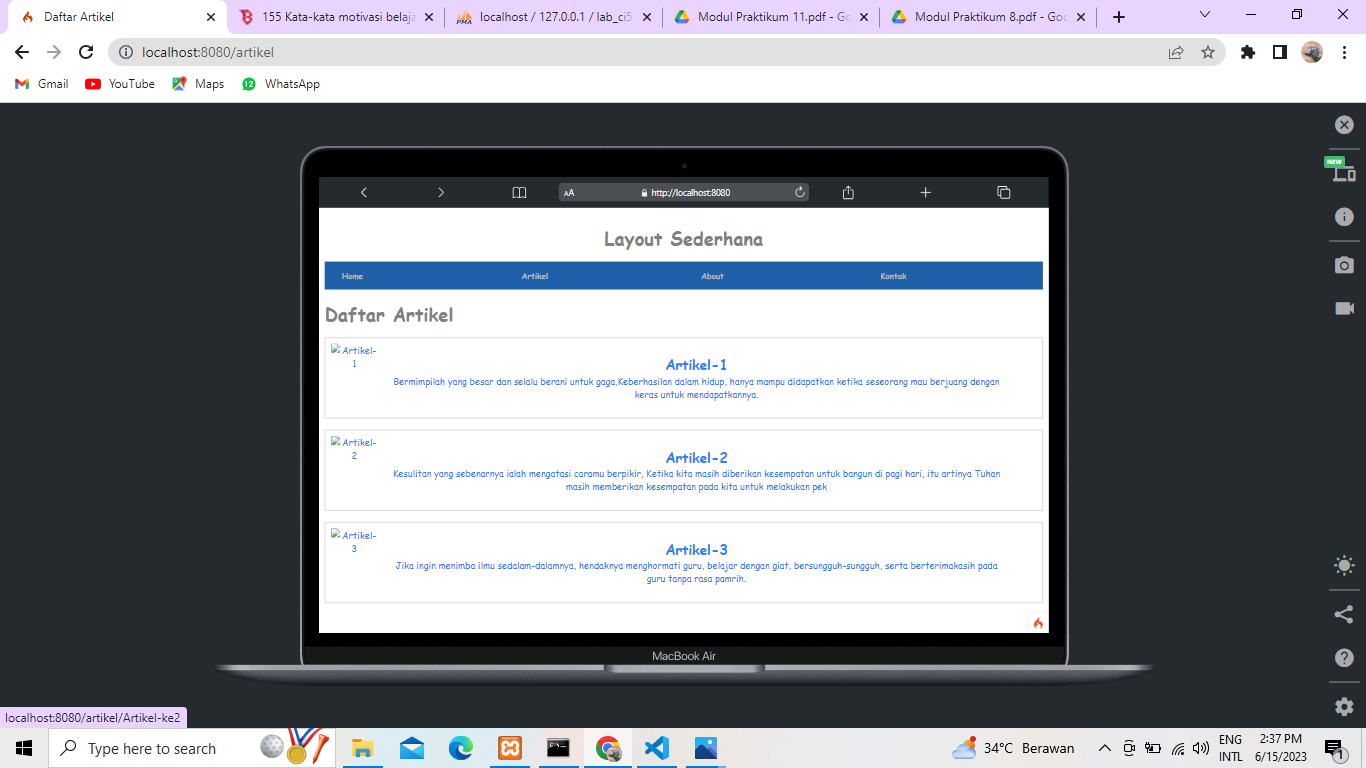 Daftar Artikel
155 Kata-kata motivasi belaja
localhost / 127.0.0.1 / lab_ci5
Modul Praktikum 11.pdf - Go
Modul Praktikum 8.pdf - Goo
localhost:8080/artikel
Gmail
YouTube
Maps
12
WhatsApp
NEW
AA
http://localhost:8080
Layout Sederhana
Home
Artikel
About
Kontak
Daftar Artikel
Artikel-
1
Artikel-1
Bermimpilah yang besar dan selalu berani untuk gaga,Keberhasilan dalam hidup, hanya mampu didapatkan ketika seseorang mau berjuang dengan
keras untuk mendapatkannya.
Artikel-
2
Artikel-2
Kesulitan yang sebenarnya ialah mengatasi caramu berpikir, Ketika kita masih diberikan kesempatan untuk bangun di pagi hari, itu artinya Tuhan
masih memberikan kesempatan pada kita untuk melakukan pek
Artikel-
3
Artikel-3
Jika ingin menimba ilmu sedalam-dalamnya, hendaknya menghormati guru, belajar dengan giat, bersungguh-sungguh, serta berterimakasih pada
guru tanpa rasa pamrih.
MacBook Air
localhost:8080/artikel/Artikel-ke2
Type here to search
34°C Berawan
ENG
INTL
2:37 PM
6/15/2023
1